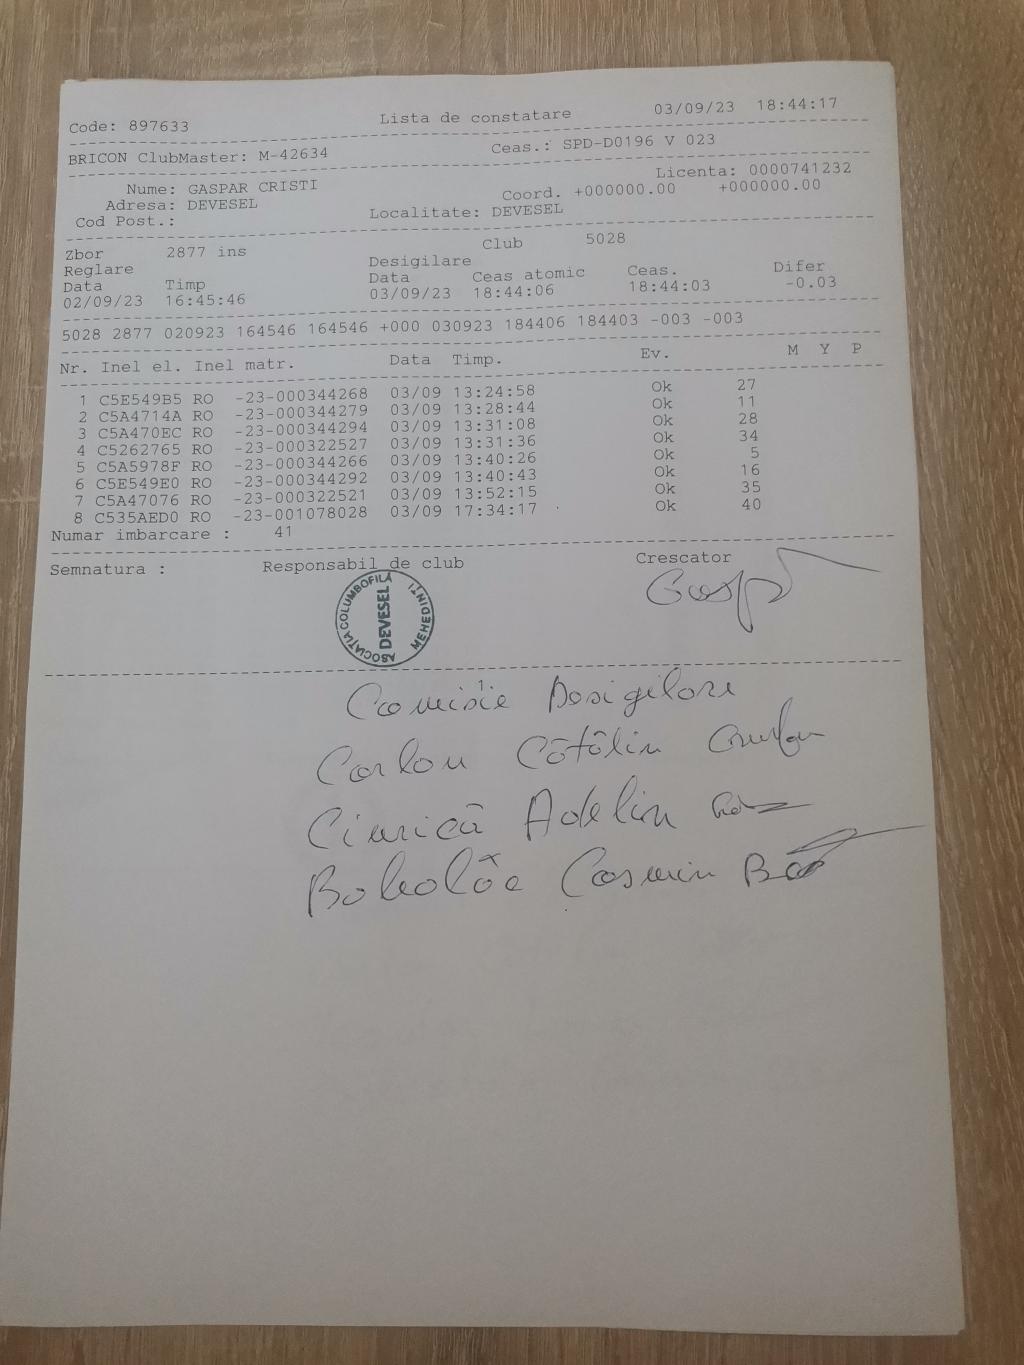 Code: 897633 Lista de constatare 03/09/23 18:44:17
BRICON ClubMaster: M-42634 Ceas.: SPD-D0196 V 023
Licenta: 0000741232
Nume: GASPAR CRISTI Coord. +000000.00 +000000.00
Adresa: DEVESEL
Cod Post.: Localitate: DEVESEL
Zbor 2877 ins Club 5028
Reglare Desigilare
Data Timp Data Ceas atomic Ceas. Difer
02/09/23 16:45:46 03/09/23 18:44:06 18:44:03 -0.03
5028 2877 020923 164546 164546 +000 030923 184406 184403 -003 -003
Nr. Inel el. Inel matr. Data Timp. Ev. M Y P
1 C5E549B5 RO -23-000344268 03/09 13:24:58 Ok 27
2 C5A4714A RO -23-000344279 03/09 13:28:44 Ok 11
3 C5A470EC RO -23-000344294 03/09 13:31:08 Ok 28
4 C5262765 RO -23-000322527 03/09 13:31:36 Ok 34
5 C5A5978F RO -23-000344266 03/09 13:40:26 Ok 5
6 C5E549E0 RO -23-000344292 03/09 13:40:43 Ok 16
7 C5A47076 RO -23-000322521 03/09 13:52:15 Ok 35
8 C535AED0 RO -23-001078028 03/09 17:34:17 Ok 40
Numar imbarcare : 41
Semnatura : Responsabil de club Crescator
ASOCIAȚIA COLUMBOFILĂ
DEVESEL
MEHEDINȚI
Comisie Desigilare
Cătălin
Adelin
Cosmin